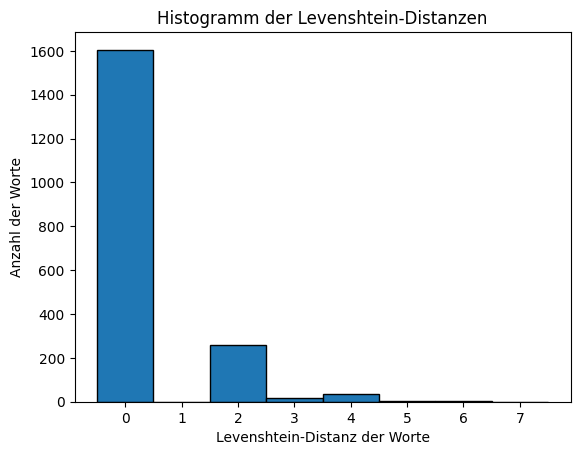 Histogramm der Levenshtein-Distanzen
Anzahl der Worte
1600
1400
1200
1000
800
600
400
200
0
0 1 2 3 4 5 6 7
Levenshtein-Distanz der Worte